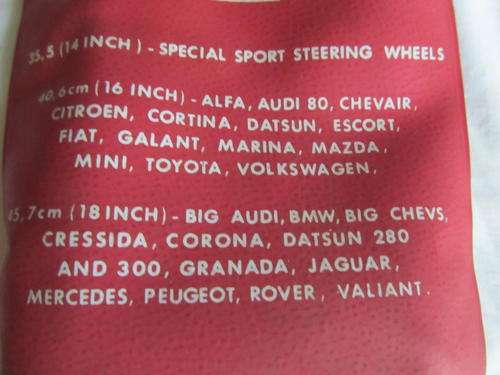 35,5 (14 INCH) - SPECIAL SPORT STEERING WHEELS
40,6cm (16 INCH) - ALFA, AUDI 80, CHEVAIR,
CITROEN, CORTINA, DATSUN, ESCORT,
FIAT, GALANT, MARINA, MAZDA,
MINI, TOYOTA, VOLKSWAGEN,
45,7cm (18 INCH) - BIG AUDI, BMW, BIG CHEVS,
CRESSIDA, CORONA, DATSUN 280
AND 300, GRANADA, JAGUAR,
MERCEDES, PEUGEOT, ROVER, VALIANT.